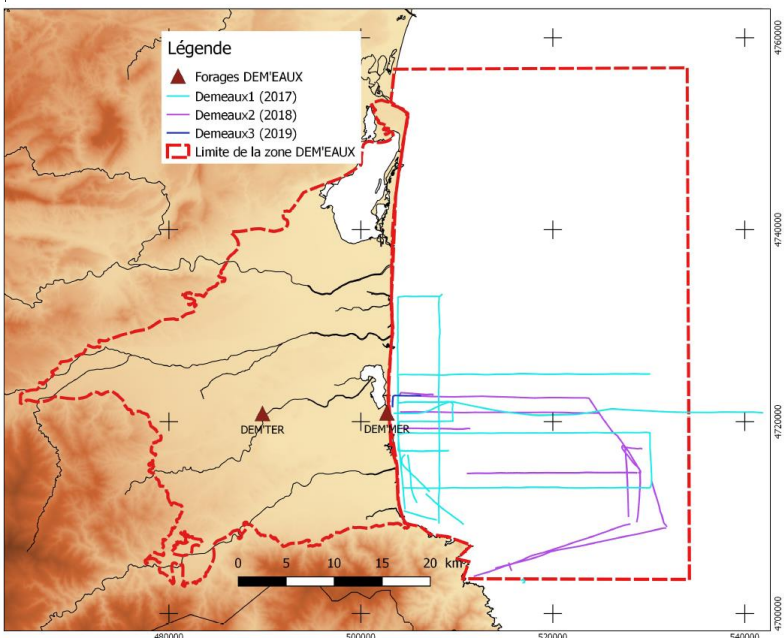 Légende
Forages DEM'EAUX
Demeaux1 (2017)
Demeaux2 (2018)
Demeaux3 (2019)
Limite de la zone DEM'EAUX
4760000
4740000
DEM'TER
DEM'MER
4720000
0 5 10 15 20 km
4700000
480000 500000 520000 540000